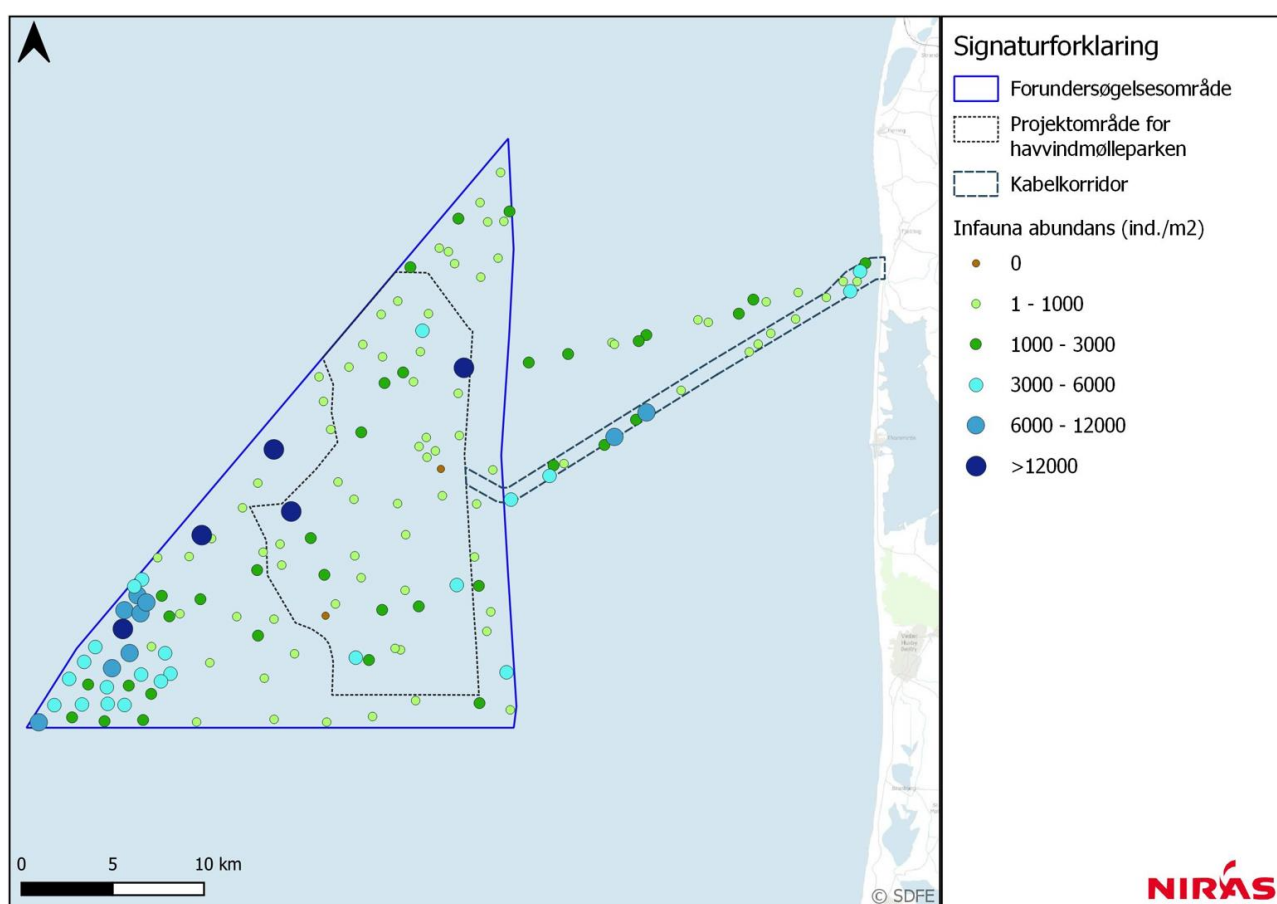 Signaturforklaring
Forundersøgelsesområde
Projektområde for
havvindmølleparken
Kabelkorridor
Infauna abundans (ind./m2)
0
1 - 1000
1000 - 3000
3000 - 6000
6000 - 12000
>12000
0 5 10 km
© SDFE
NIRÁS